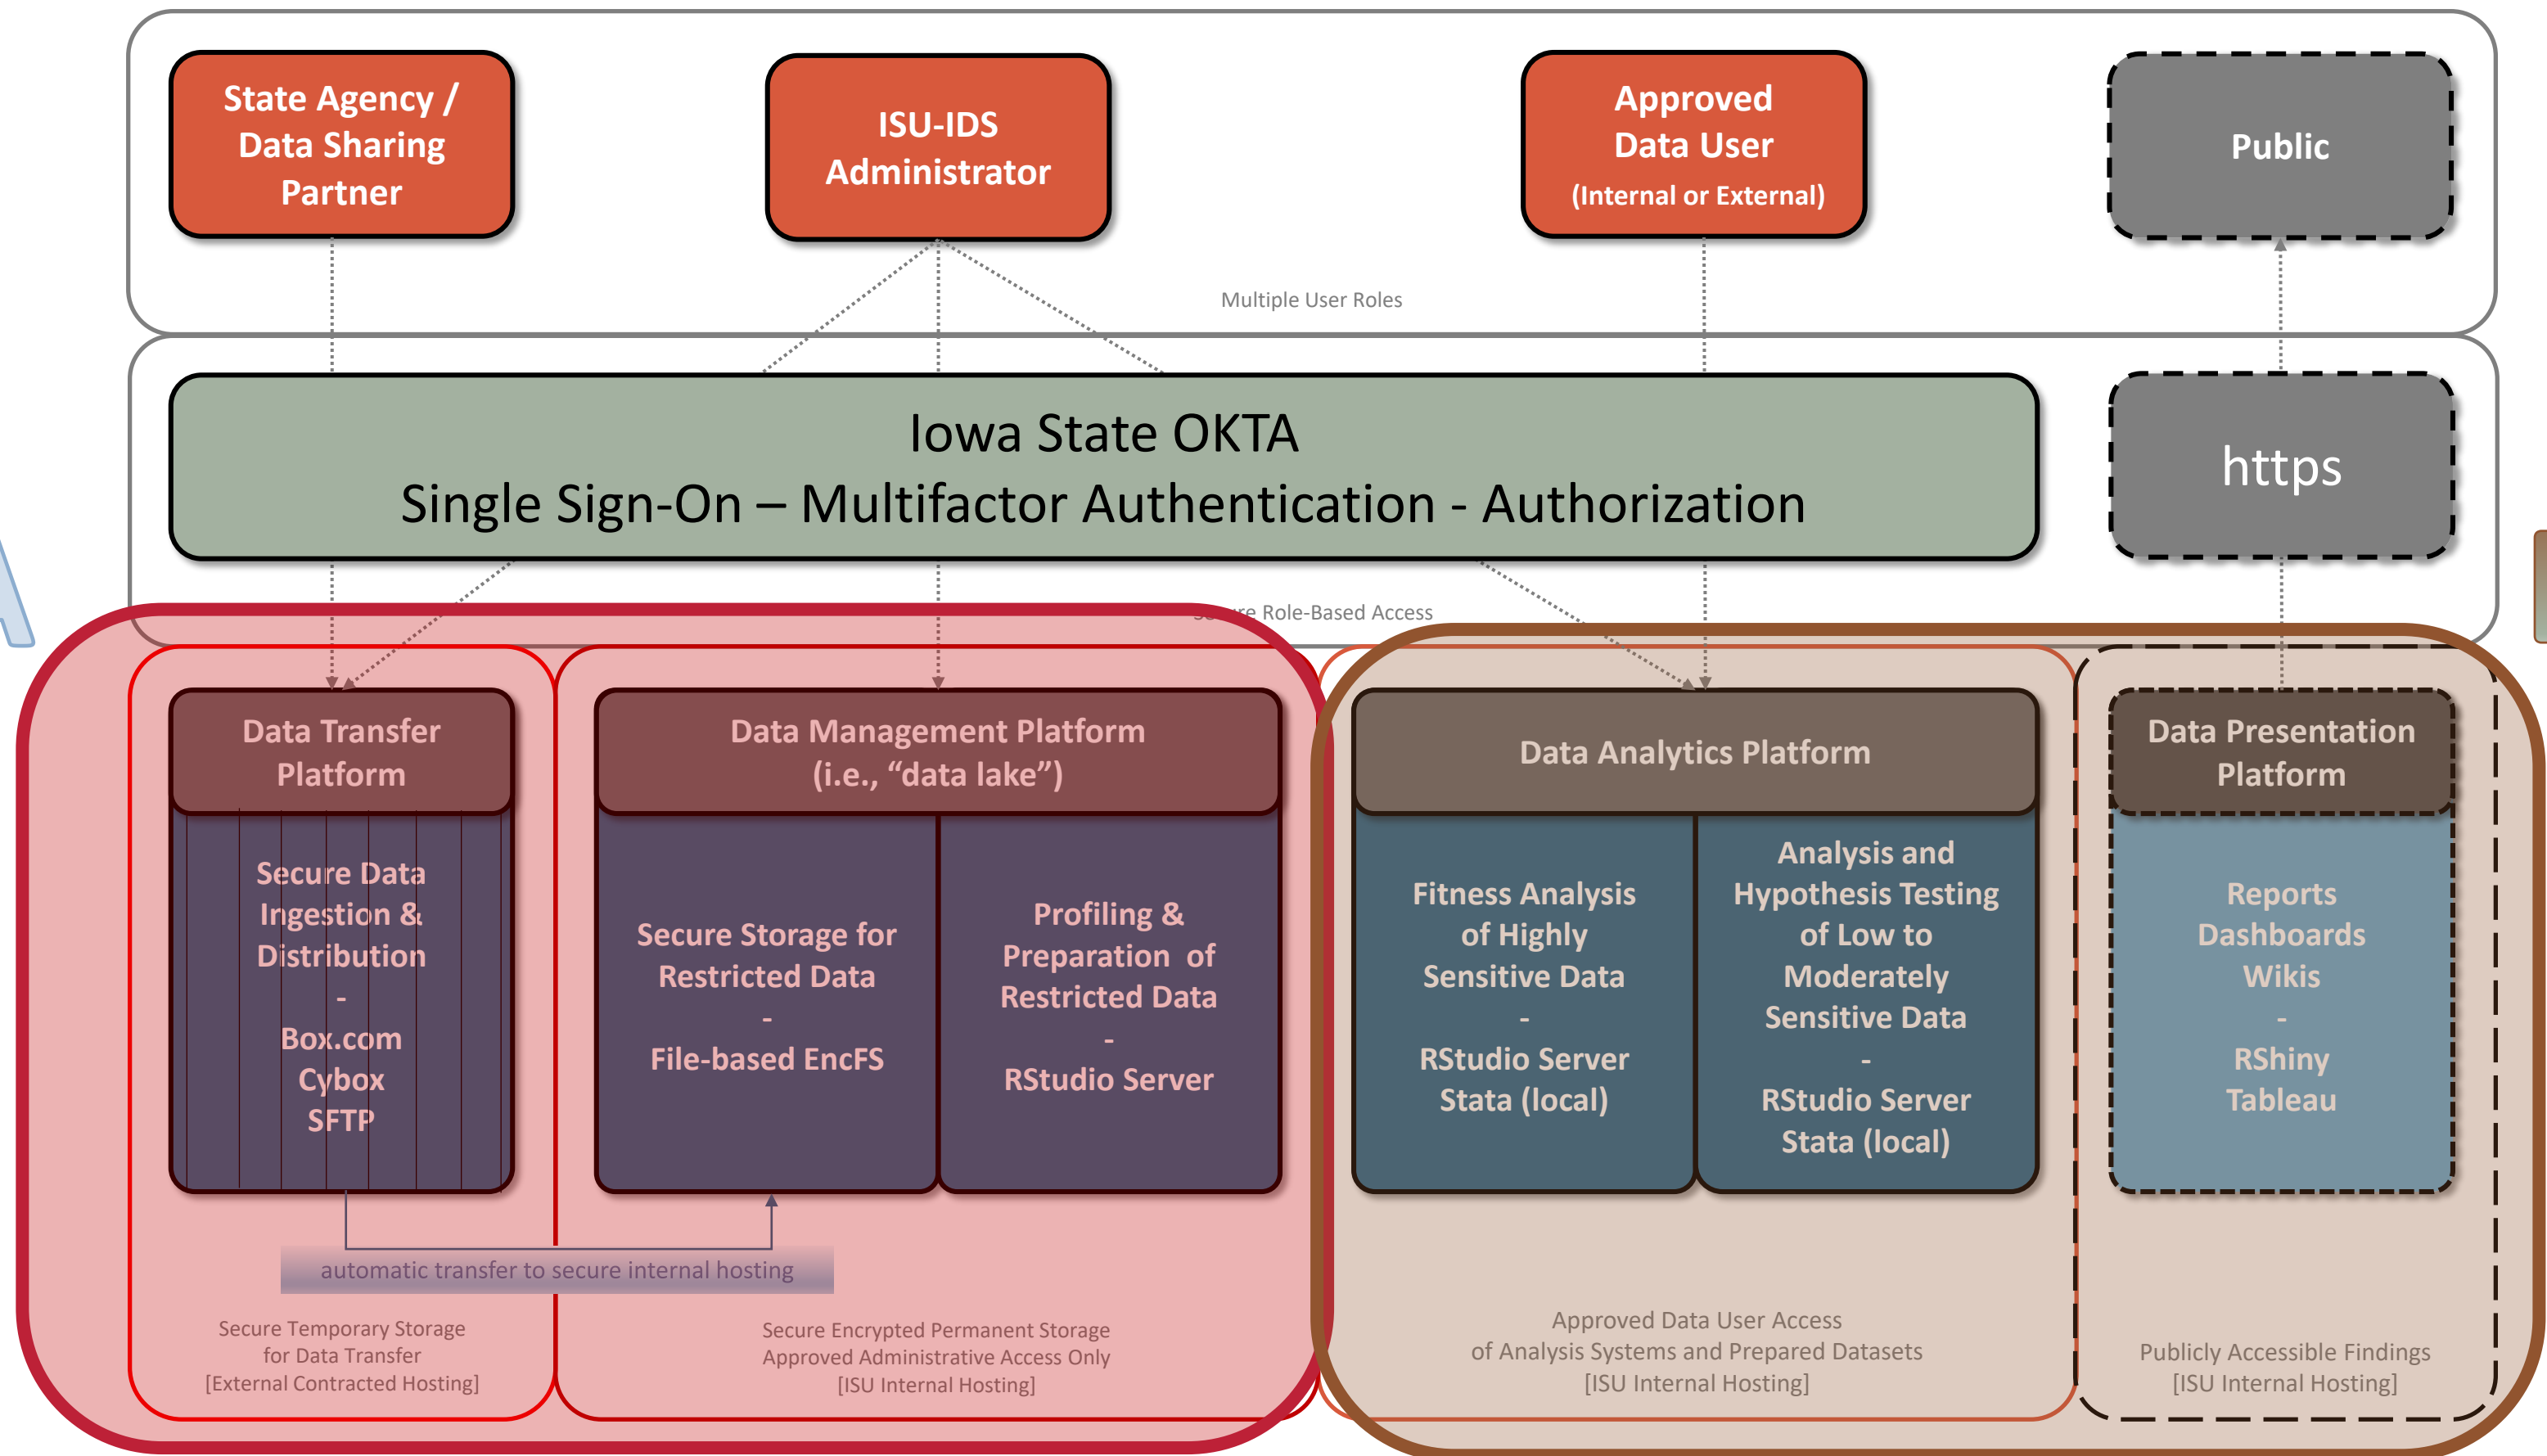 State Agency /
Data Sharing
Partner
ISU-IDS
Administrator
Approved
Data User
(Internal or External)
Public
Multiple User Roles
Iowa State OKTA
Single Sign-On – Multifactor Authentication - Authorization
https
Role-Based Access
Data Transfer
Platform
Secure Data
Ingestion &
Distribution
-
Box.com
Cybox
SFTP
Data Management Platform
(i.e., “data lake”)
Secure Storage for
Restricted Data
-
File-based EncFS
Profiling &
Preparation of
Restricted Data
-
RStudio Server
Data Analytics Platform
Fitness Analysis
of Highly
Sensitive Data
-
RStudio Server
Stata (local)
Analysis and
Hypothesis Testing
of Low to
Moderately
Sensitive Data
-
RStudio Server
Stata (local)
Data Presentation
Platform
Reports
Dashboards
Wikis
-
RShiny
Tableau
automatic transfer to secure internal hosting
Secure Temporary Storage
for Data Transfer
[External Contracted Hosting]
Secure Encrypted Permanent Storage
Approved Administrative Access Only
[ISU Internal Hosting]
Approved Data User Access
of Analysis Systems and Prepared Datasets
[ISU Internal Hosting]
Publicly Accessible Findings
[ISU Internal Hosting]